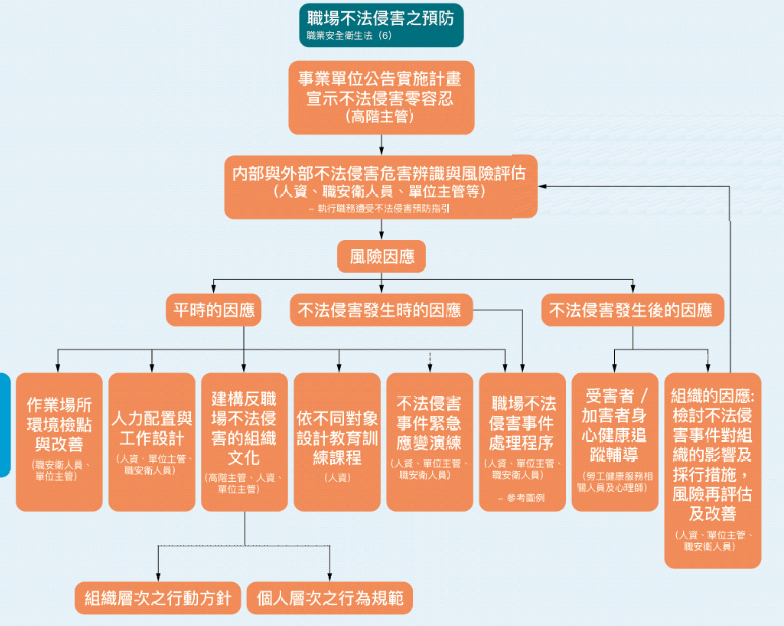 職場不法侵害之預防
職業安全衛生法（6）
事業單位公告實施計畫
宣示不法侵害零容忍
（高階主管）
內部與外部不法侵害危害辨識與風險評估
（人資、職安衛人員、單位主管等）
– 執行職務遭受不法侵害預防指引
風險因應
平時的因應
不法侵害發生時的因應
不法侵害發生後的因應
作業場所
環境檢點
與改善
（職安衛人員、
單位主管）
人力配置與
工作設計
（人資、單位主管、
職安衛人員）
建構反職
場不法侵
害的組織
文化
（高階主管、人資、
單位主管）
依不同對象
設計教育訓
練課程
（人資）
不法侵害
事件緊急
應變演練
（人資、單位主管、
職安衛人員）
職場不法
侵害事件
處理程序
（人資、單位主管、
職安衛人員）
– 參考圖例
受害者／
加害者身
心健康追
蹤輔導
（勞工健康服務相
關人員及心理師）
組織的因應:
檢討不法侵
害事件對組
織的影響及
採行措施，
風險再評估
及改善
（人資、單位主管、
職安衛人員）
組織層次之行動方針
個人層次之行為規範